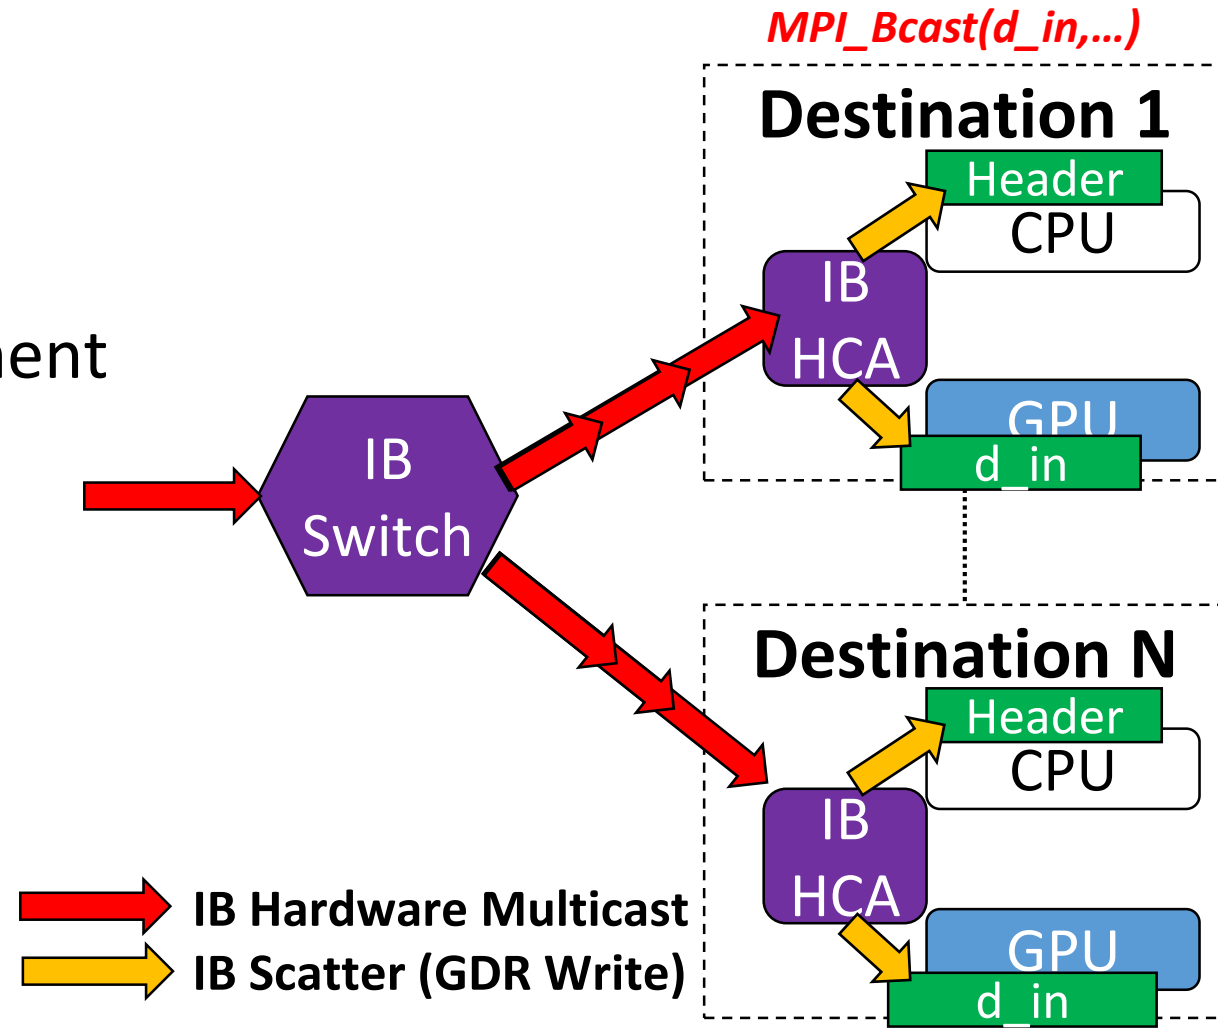 MPI_Bcast(d_in,…)
Destination 1
Header
CPU
IB
HCA
GPU
d_in
IB
Switch
Destination N
Header
CPU
IB
HCA
GPU
d_in
IB Hardware Multicast
IB Scatter (GDR Write)